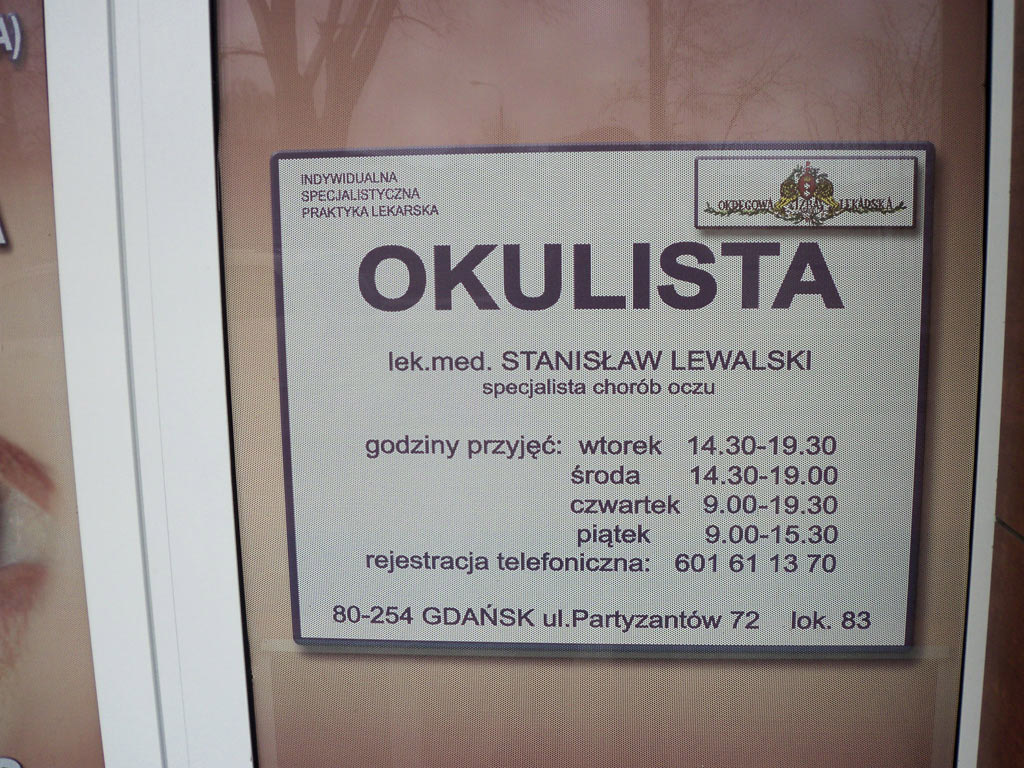 INDYWIDUALNA
SPECJALISTYCZNA
PRAKTYKA LEKARSKA
OKRĘGOWA IZBA LEKARSKA
OKULISTA
lek.med. STANISŁAW LEWALSKI
specjalista chorób oczu
godziny przyjęć: wtorek 14.30-19.30
środa 14.30-19.00
czwartek 9.00-19.30
piątek 9.00-15.30
rejestracja telefoniczna: 601 61 13 70
80-254 GDAŃSK ul.Partyzantów 72 lok. 83